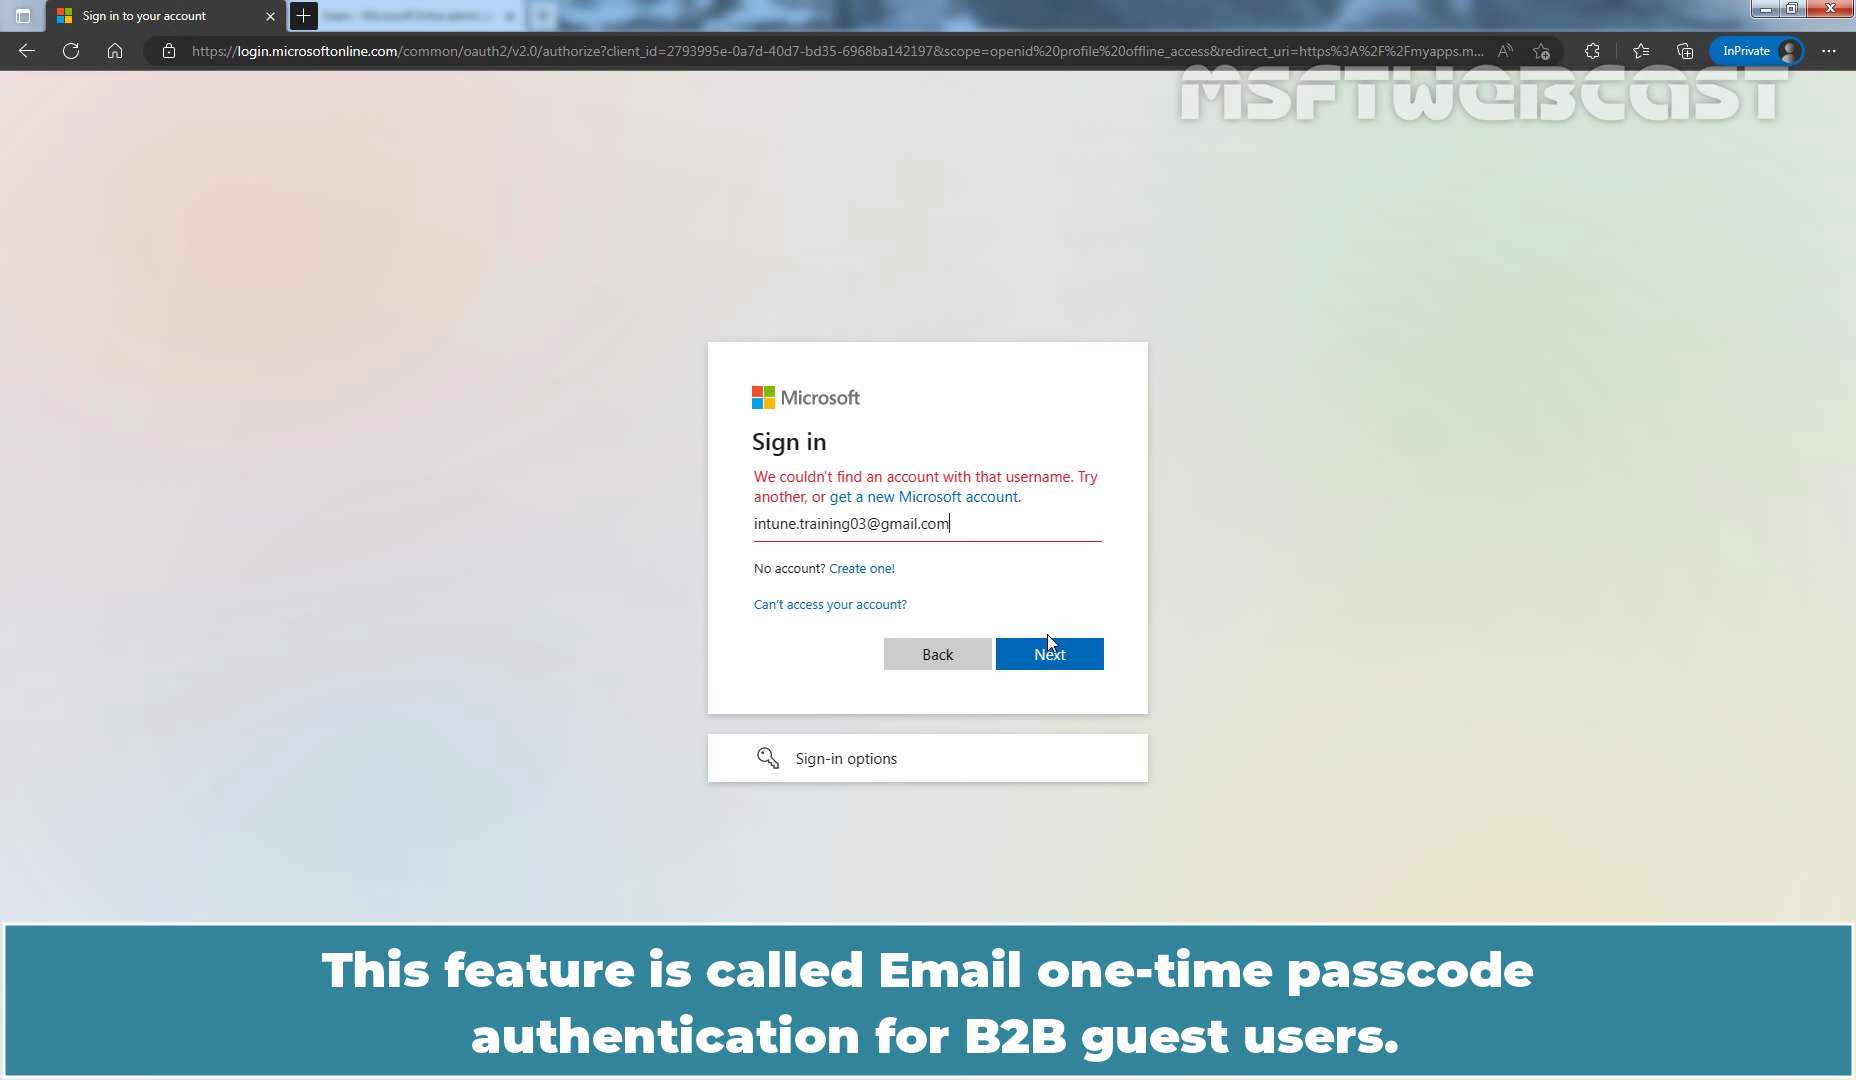 Sign in to your account
https://login.microsoftonline.com/common/oauth2/v2.0/authorize?client_id=2793995e-0a7d-40d7-bd35-6968ba142197&scope=openid%20profile%20offline_access&redirect_uri=https%3A%2F%2Fmyapps.m...
InPrivate
MSFTWEBCAST
Microsoft
Sign in
We couldn't find an account with that username. Try
another, or get a new Microsoft account.
intune.training03@gmail.com
No account? Create one!
Can't access your account?
Back
Next
Sign-in options
This feature is called Email one-time passcode
authentication for B2B guest users.